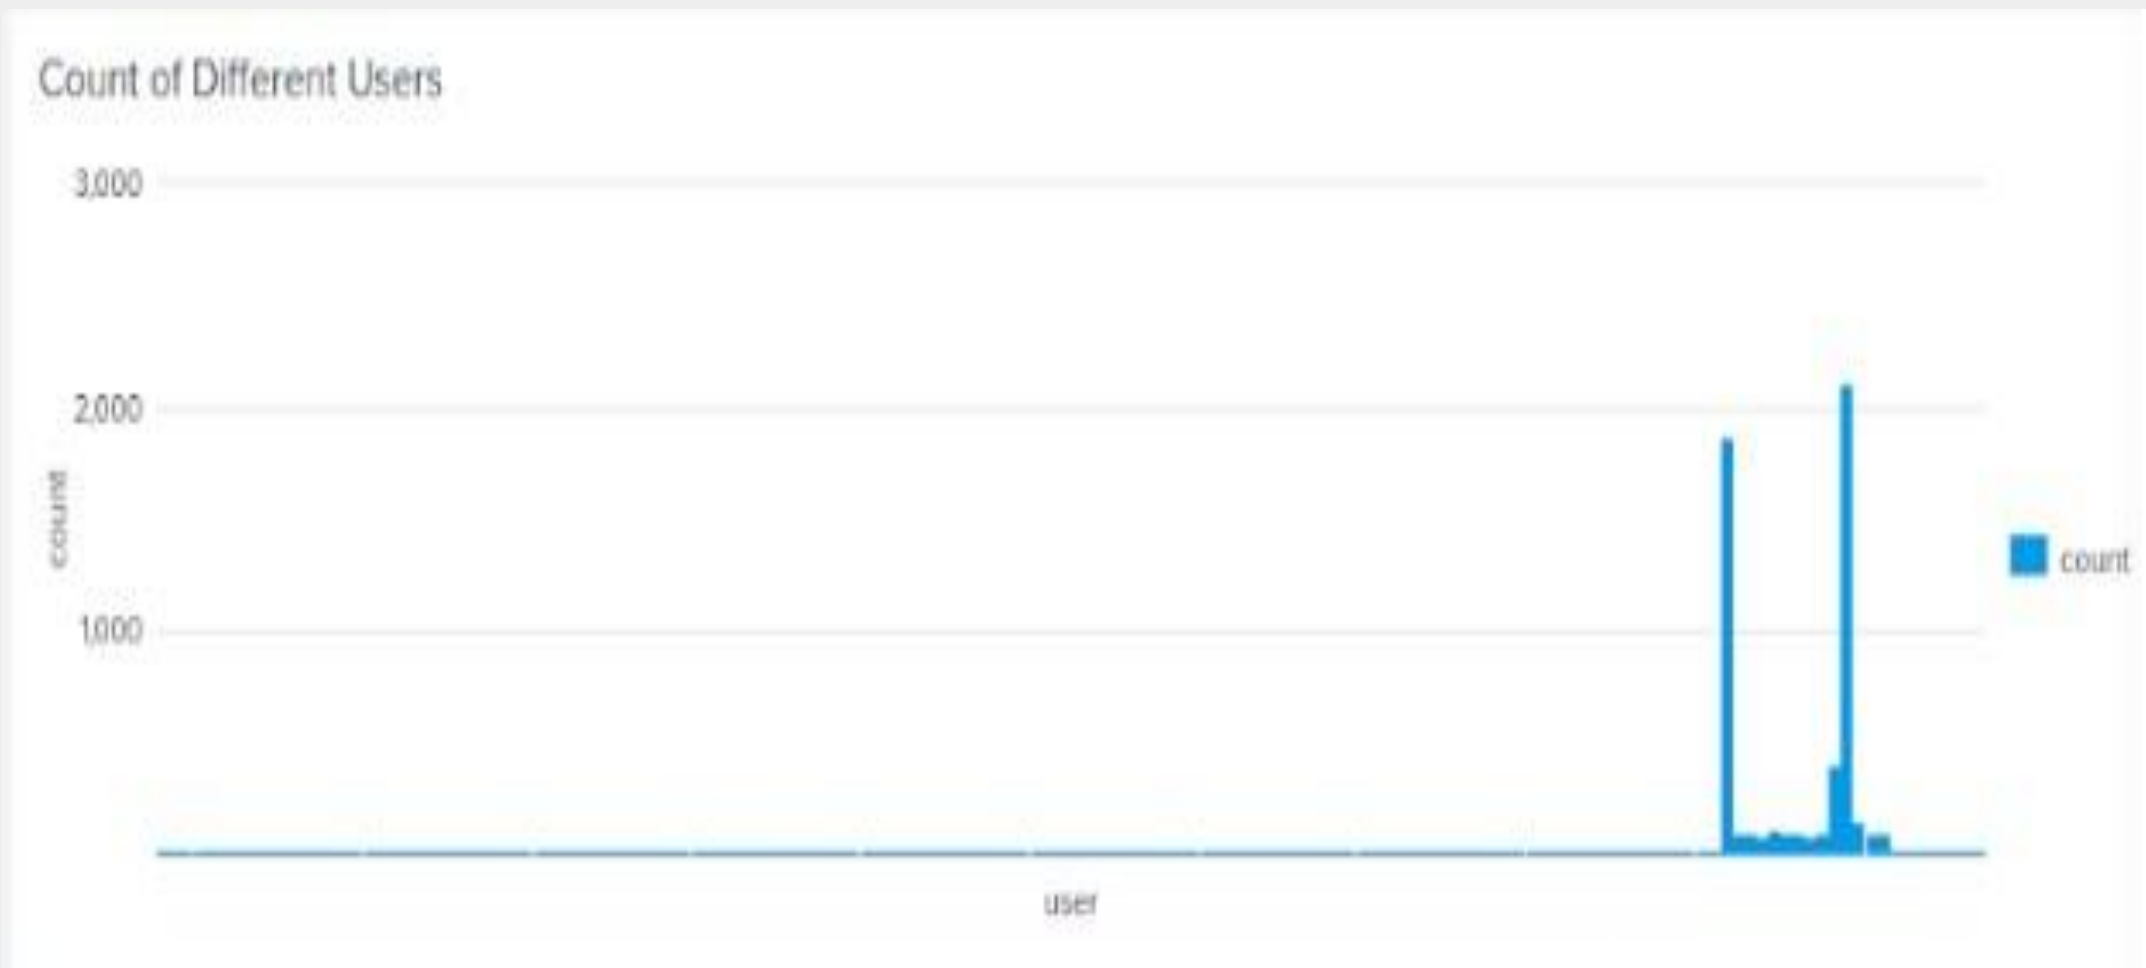 Count of Different Users
3,000
2,000
1,000
count
user
count